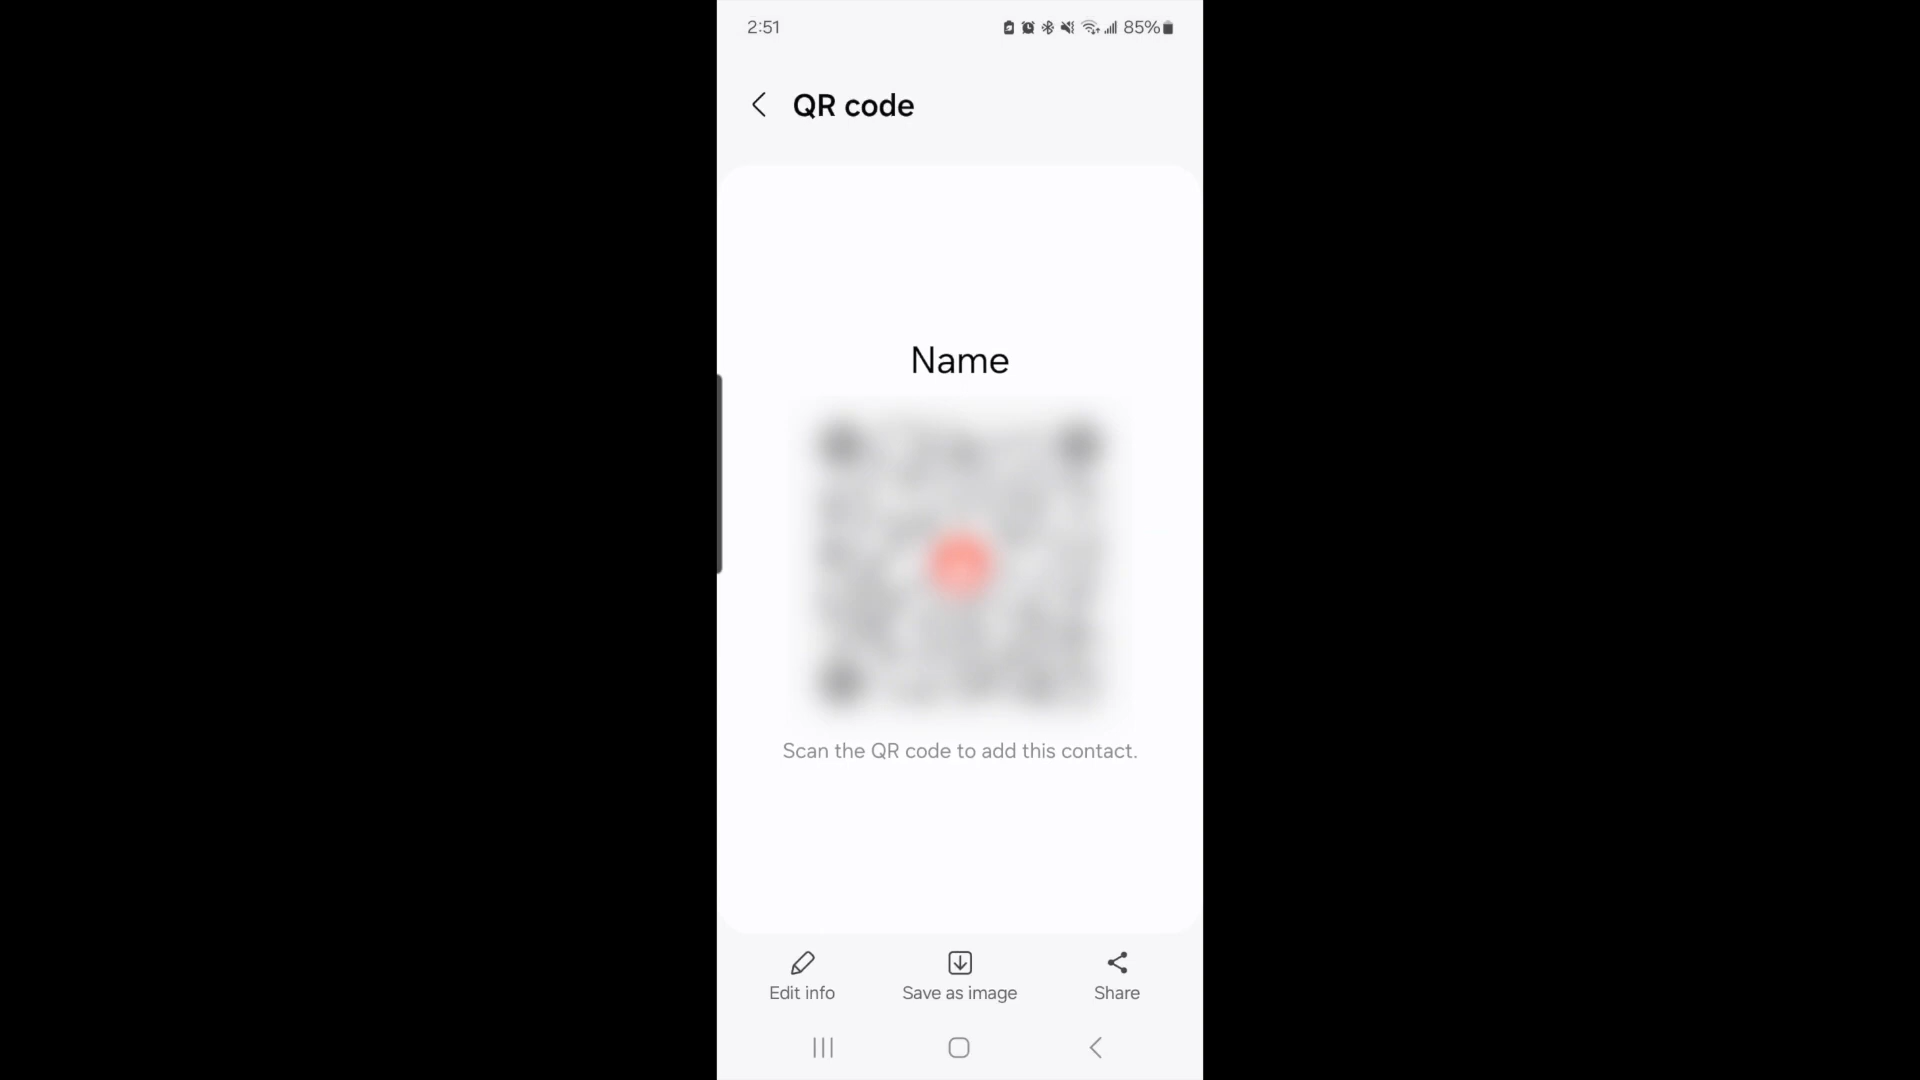 2:51
85%
QR code
Name
Scan the QR code to add this contact.
Edit info
Save as image
Share